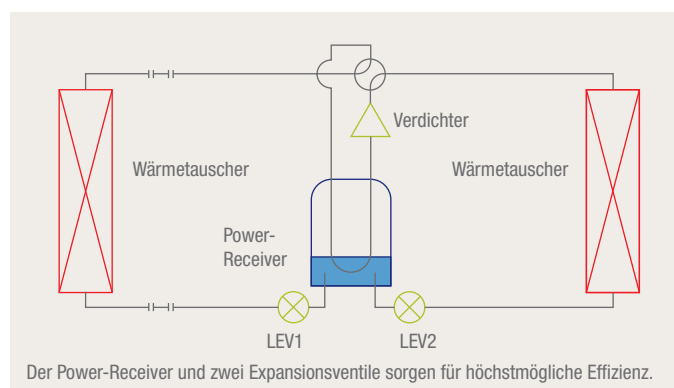 Verdichter
Wärmetauscher
Wärmetauscher
Power-
Receiver
LEV1
LEV2
Der Power-Receiver und zwei Expansionsventile sorgen für höchstmögliche Effizienz.